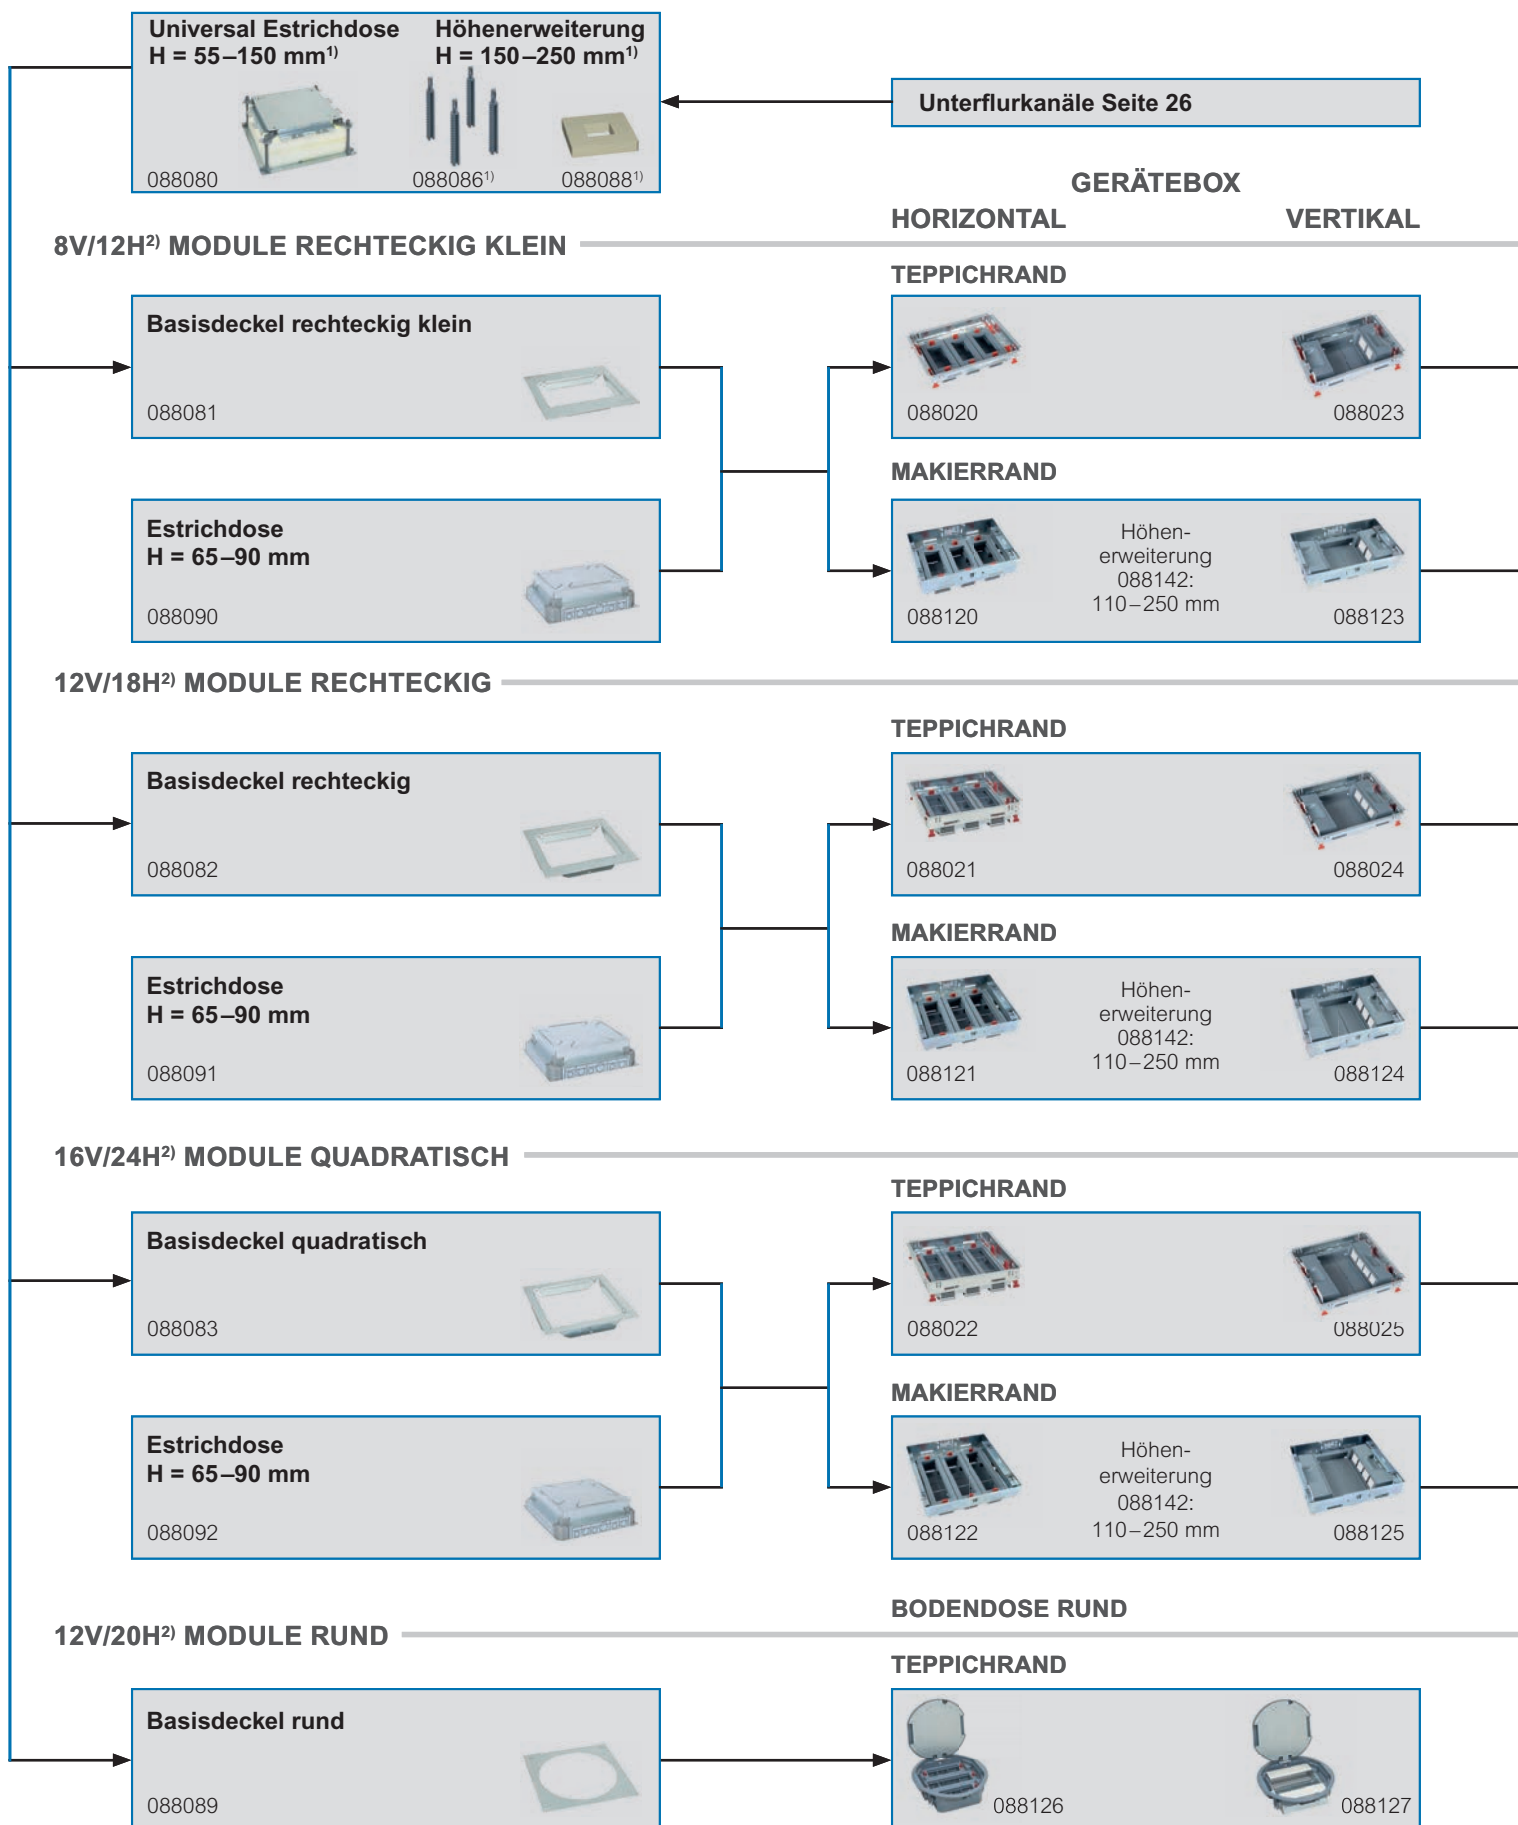 Universal Estrichdose
H = 55–150 mm¹⁾
Höhenerweiterung
H = 150–250 mm¹⁾
088080
088086¹⁾
088088¹⁾
Unterflurkanäle Seite 26
GERÄTEBOX
HORIZONTAL
VERTIKAL
8V/12H²⁾ MODULE RECHTECKIG KLEIN
TEPPICHRAND
Basisdeckel rechteckig klein
088081
088020
088023
MAKIERRAND
Estrichdose
H = 65–90 mm
088090
088120
Höhen-
erweiterung
088142:
110–250 mm
088123
12V/18H²⁾ MODULE RECHTECKIG
TEPPICHRAND
Basisdeckel rechteckig
088082
088021
088024
MAKIERRAND
Estrichdose
H = 65–90 mm
088091
088121
Höhen-
erweiterung
088142:
110–250 mm
088124
16V/24H²⁾ MODULE QUADRATISCH
TEPPICHRAND
Basisdeckel quadratisch
088083
088022
088025
MAKIERRAND
Estrichdose
H = 65–90 mm
088092
088122
Höhen-
erweiterung
088142:
110–250 mm
088125
BODENDOSE RUND
12V/20H²⁾ MODULE RUND
TEPPICHRAND
Basisdeckel rund
088089
088126
088127